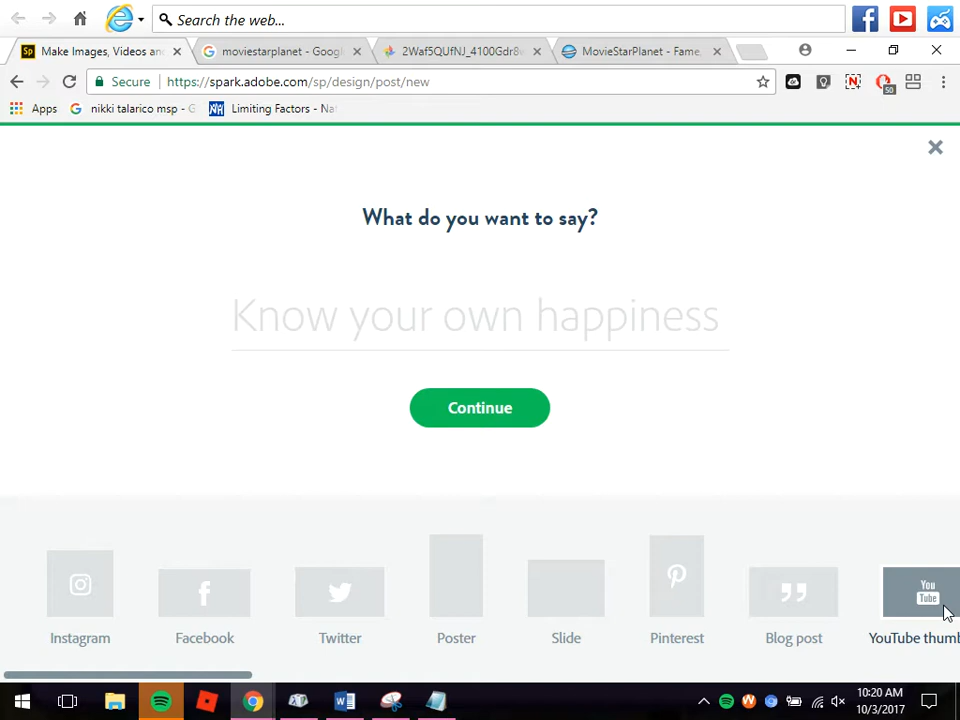 Search the web...
Sp Make Images, Videos an
moviestarplanet - Googl
2Waf5QUfNJ_4100Gdr8
MovieStarPlanet - Fame,
Secure https://spark.adobe.com/sp/design/post/new
50
Apps
nikki talarico msp - G
Limiting Factors - Na
What do you want to say?
Know your own happiness
Continue
You
Tube
Instagram
Facebook
Twitter
Poster
Slide
Pinterest
Blog post
YouTube thumb
10:20 AM
10/3/2017